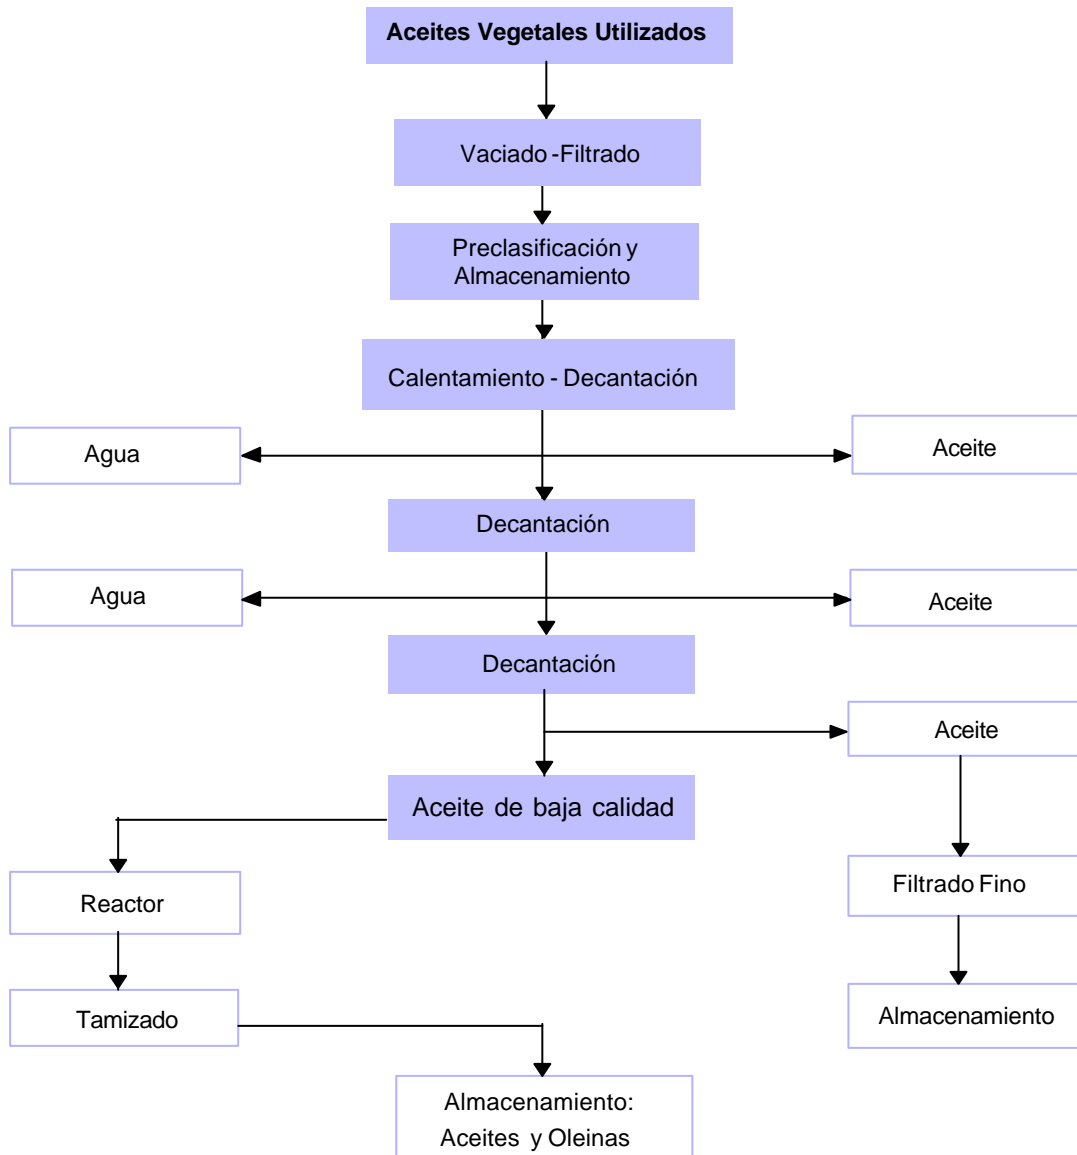 Aceites Vegetales Utilizados
Vaciado -Filtrado
Preclasificación y
Almacenamiento
Calentamiento - Decantación
Agua
Aceite
Decantación
Agua
Aceite
Decantación
Aceite
Aceite de baja calidad
Filtrado Fino
Reactor
Almacenamiento
Tamizado
Almacenamiento:
Aceites y Oleinas